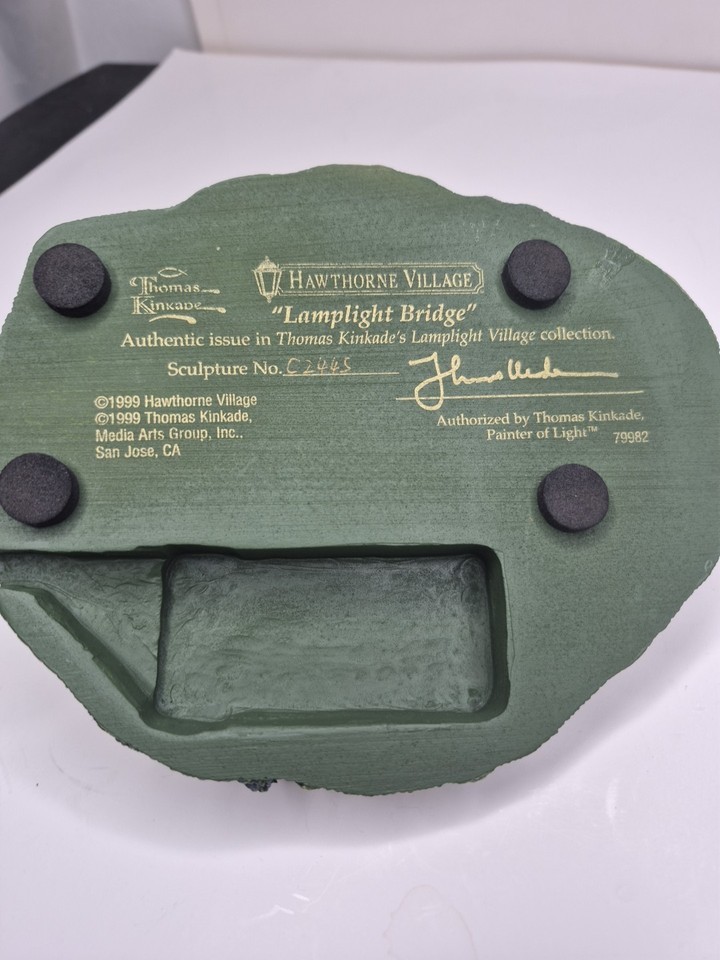 Thomas
Kinkade
HAWTHORNE VILLAGE
"Lamplight Bridge"
Authentic issue in Thomas Kinkade's Lamplight Village collection.
Sculpture No. C2445
©1999 Hawthorne Village
©1999 Thomas Kinkade,
Media Arts Group, Inc.,
San Jose, CA
Authorized by Thomas Kinkade,
Painter of Light™ 79982